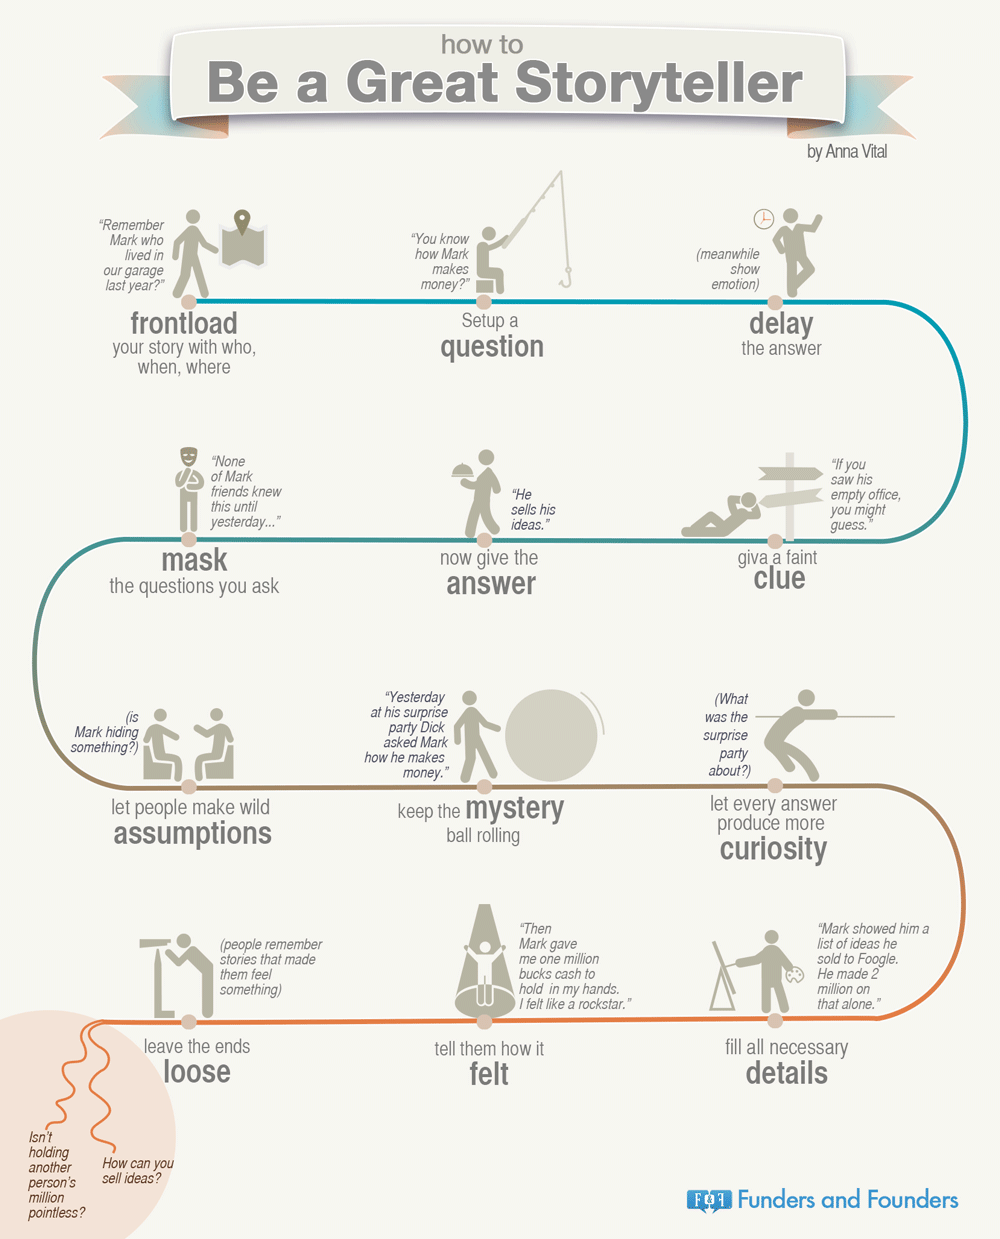 how to
Be a Great Storyteller
by Anna Vital
“Remember
Mark who
lived in
our garage
last year?”
frontload
your story with who,
when, where
“You know
how Mark
makes
money?”
Setup a
question
(meanwhile
show
emotion)
delay
the answer
“If you
saw his
empty office,
you might
guess.”
giva a faint
clue
“He
sells his
ideas.”
now give the
answer
“None
of Mark
friends knew
this until
yesterday...”
mask
the questions you ask
(is
Mark hiding
something?)
let people make wild
assumptions
“Yesterday
at his surprise
party Dick
asked Mark
how he makes
money.”
keep the mystery
ball rolling
(What
was the
surprise
party
about?)
let every answer
produce more
curiosity
“Mark showed him a
list of ideas he
sold to Foogle.
He made 2
million on
that alone.”
fill all necessary
details
“Then
Mark gave
me one million
bucks cash to
hold in my hands.
I felt like a rockstar.”
tell them how it
felt
(people remember
stories that made
them feel
something)
leave the ends
loose
Isn’t
holding
another
person’s
million
pointless?
How can you
sell ideas?
F&F Funders and Founders